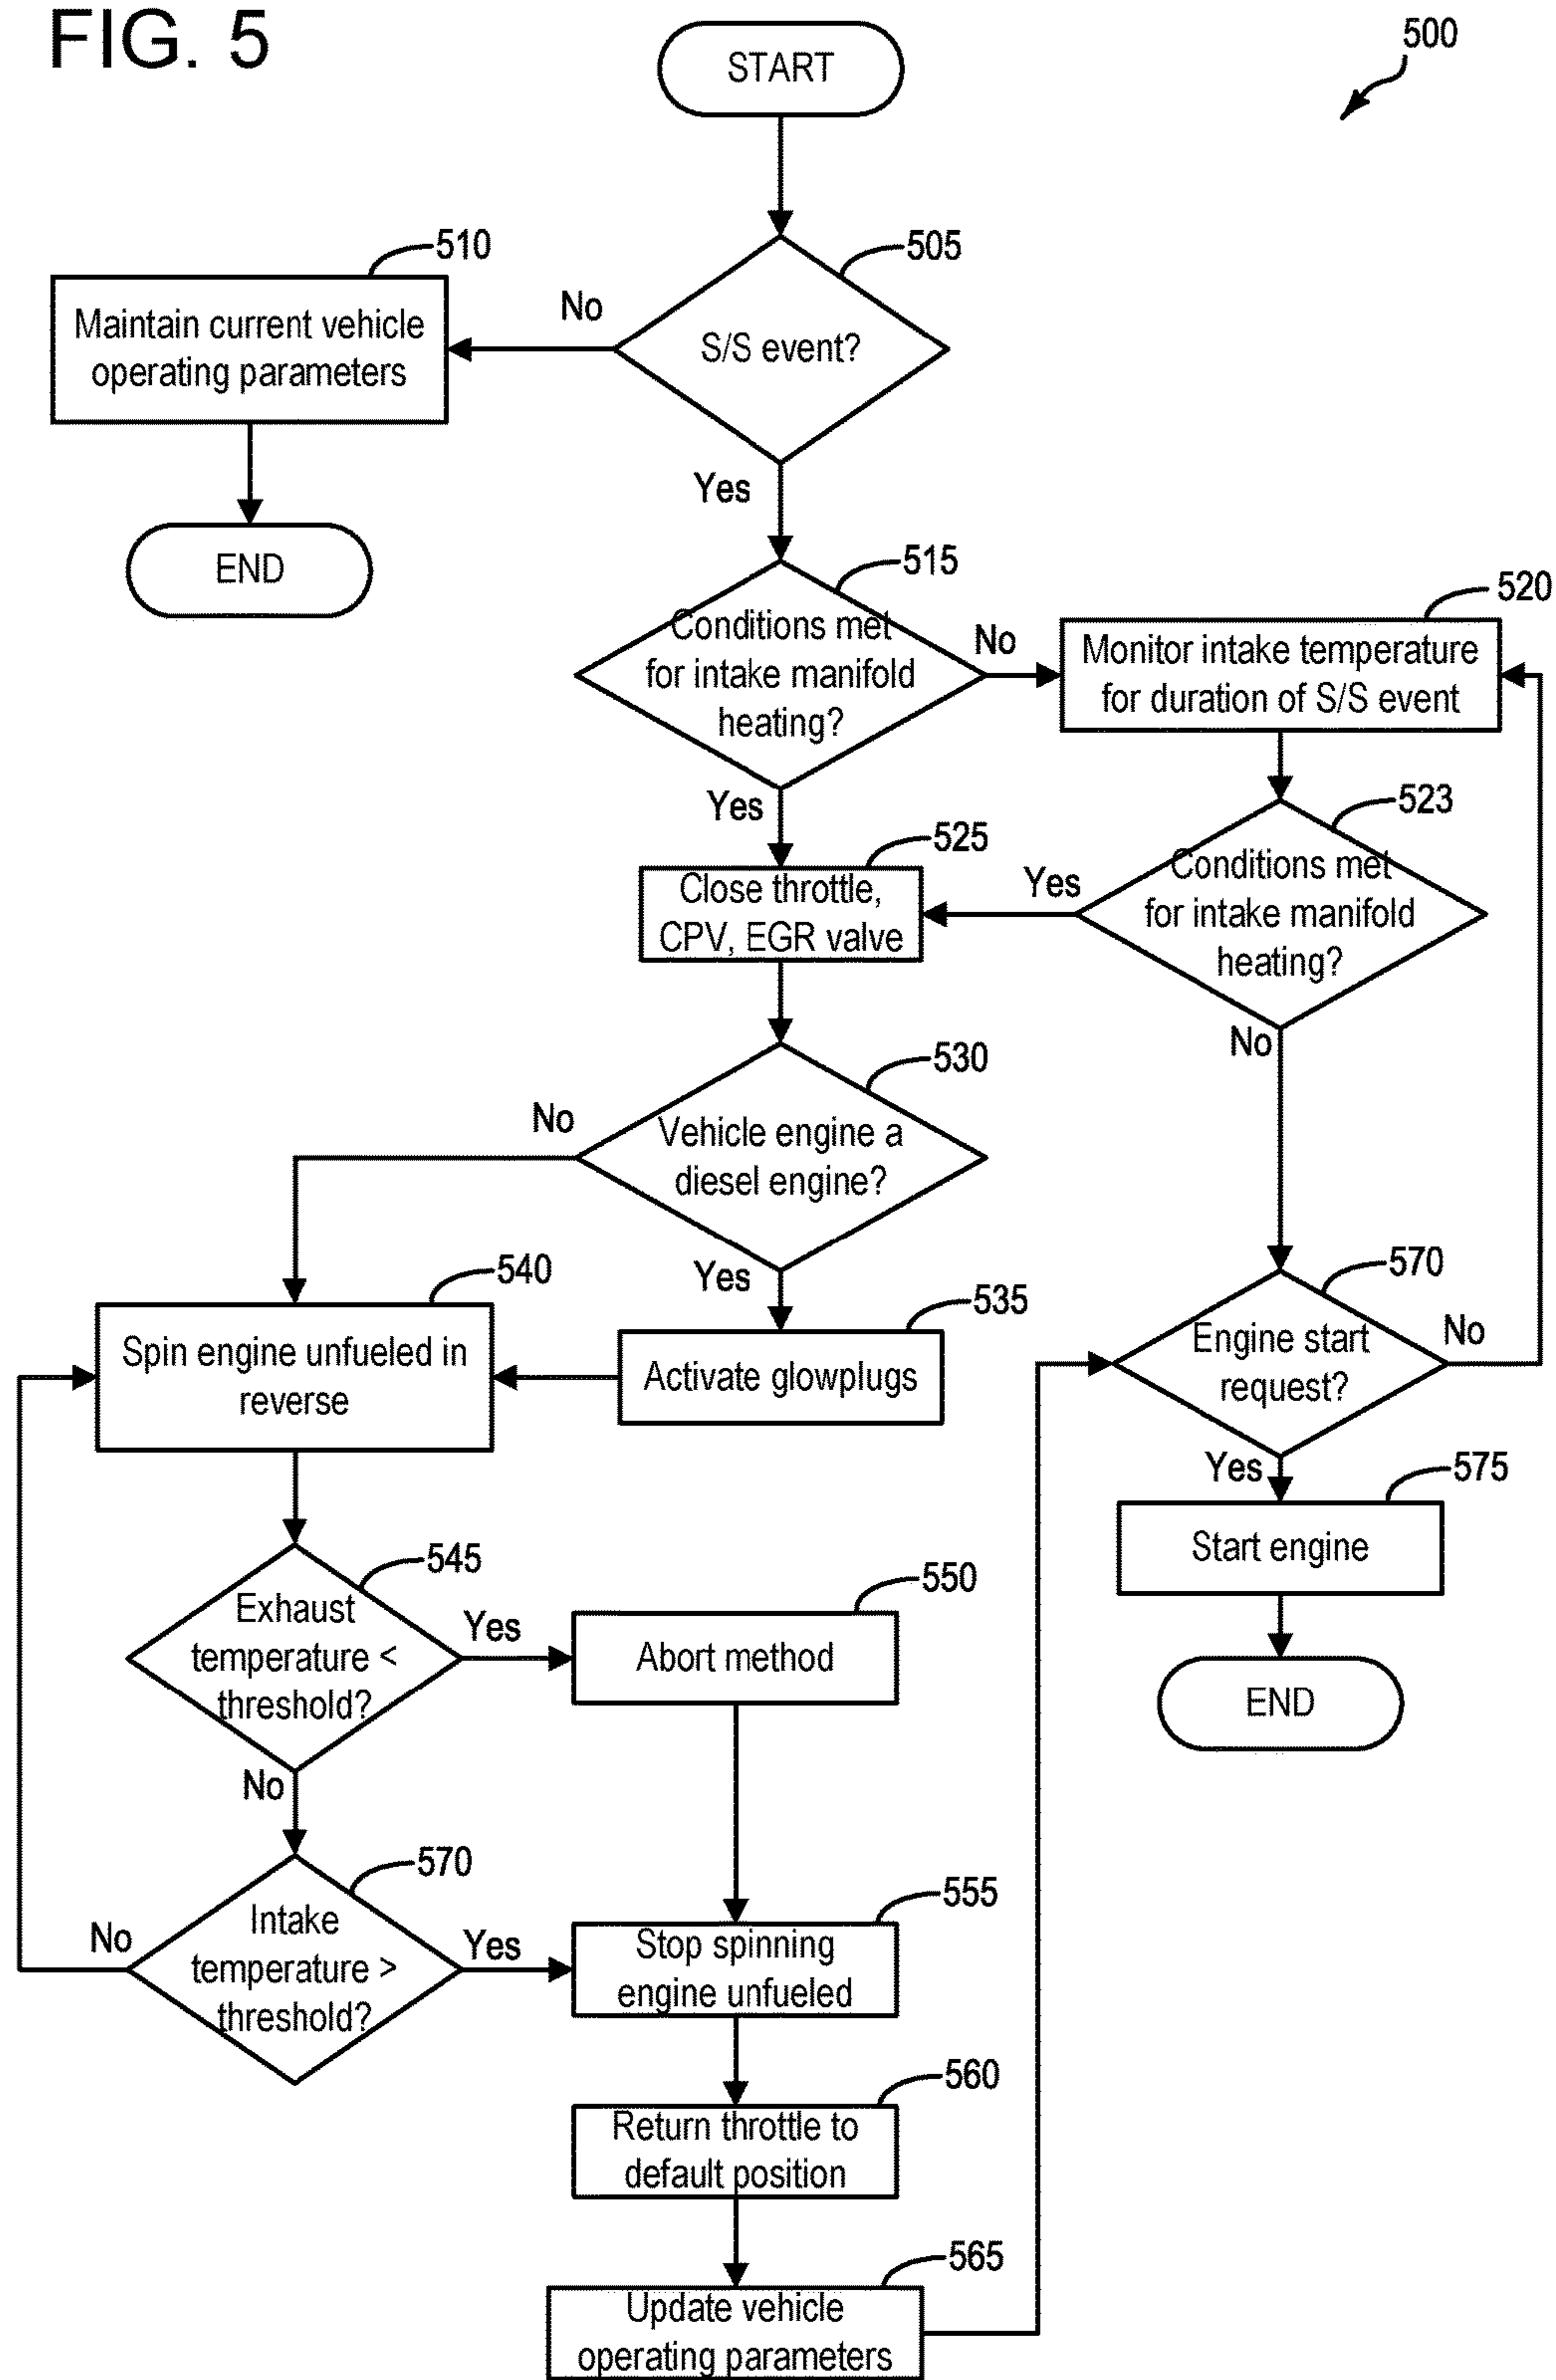 FIG. 5
500
START
505
S/S event?
No
510
Maintain current vehicle
operating parameters
END
Yes
515
Conditions met
for intake manifold
heating?
No
520
Monitor intake temperature
for duration of S/S event
Yes
523
Conditions met
for intake manifold
heating?
Yes
No
525
Close throttle,
CPV, EGR valve
530
Vehicle engine a
diesel engine?
No
Yes
535
Activate glowplugs
540
Spin engine unfueled in
reverse
570
Engine start
request?
No
Yes
575
Start engine
END
545
Exhaust
temperature <
threshold?
Yes
No
550
Abort method
570
Intake
temperature >
threshold?
No
Yes
555
Stop spinning
engine unfueled
560
Return throttle to
default position
565
Update vehicle
operating parameters